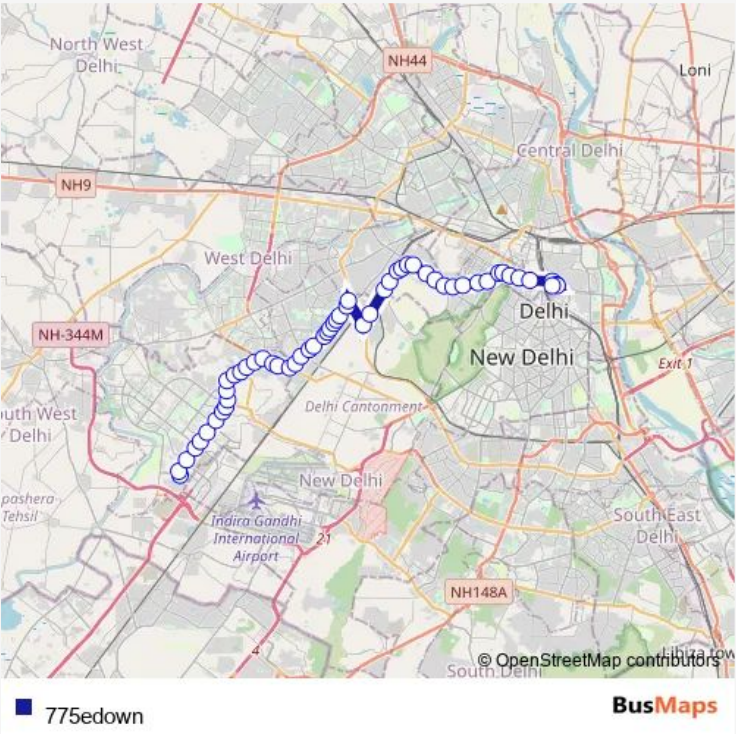 North West
Delhi
NH44
Loni
Central Delhi
NH9
West Delhi
NH-344M
Delhi
New Delhi
Exit 1
outh West
Delhi
Delhi Cantonment
New Delhi
pashera
Tehsil
Indira Gandhi
International
Airport
21
South East
Delhi
NH148A
4
South Delhi
© OpenStreetMap contributors
775edown
BusMaps